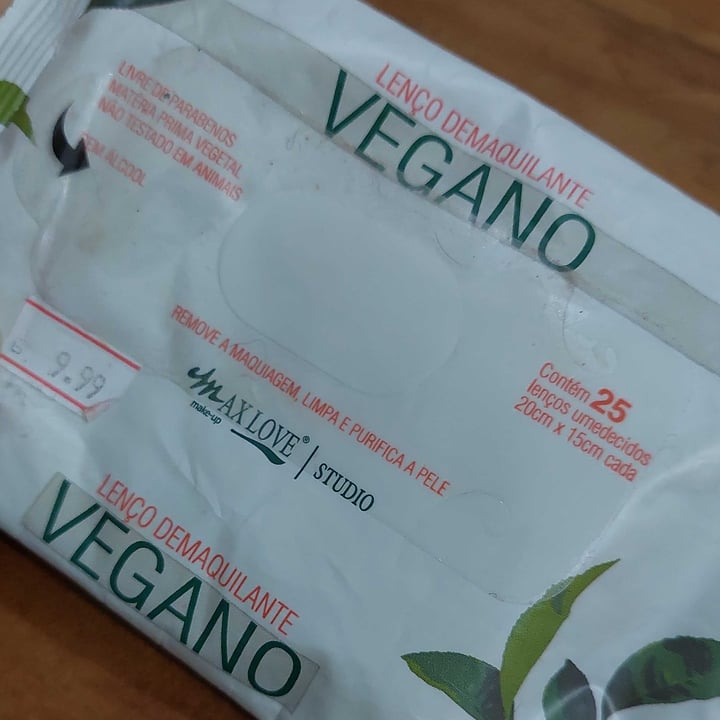 LENÇO DEMAQUILANTE
VEGANO
LIVRE DE PARABENOS
MATÉRIA PRIMA VEGETAL
NÃO TESTADO EM ANIMAIS
SEM ÁLCOOL
REMOVE A MAQUIAGEM, LIMPA E PURIFICA A PELE
MAXLOVE® | STUDIO
make-up
Contém 25
lenços umedecidos
20cm x 15cm cada
9.99
LENÇO DEMAQUILANTE
VEGANO